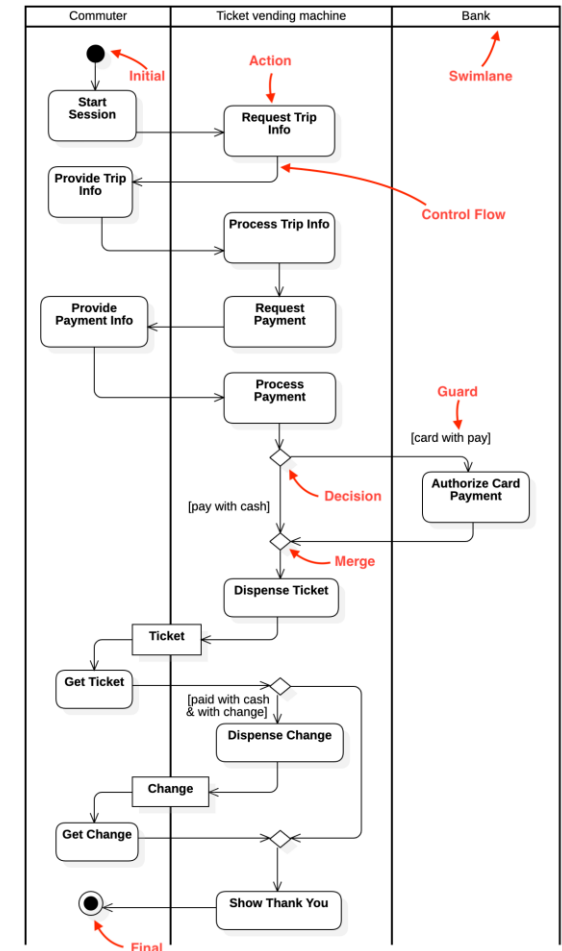 Commuter
Ticket vending machine
Bank
Initial
Action
Swimlane
Start
Session
Request Trip
Info
Provide Trip
Info
Control Flow
Process Trip Info
Provide
Payment Info
Request
Payment
Process
Payment
Guard
[card with pay]
Authorize Card
Payment
[pay with cash]
Decision
Merge
Dispense Ticket
Ticket
Get Ticket
[paid with cash
& with change]
Dispense Change
Change
Get Change
Show Thank You
Final